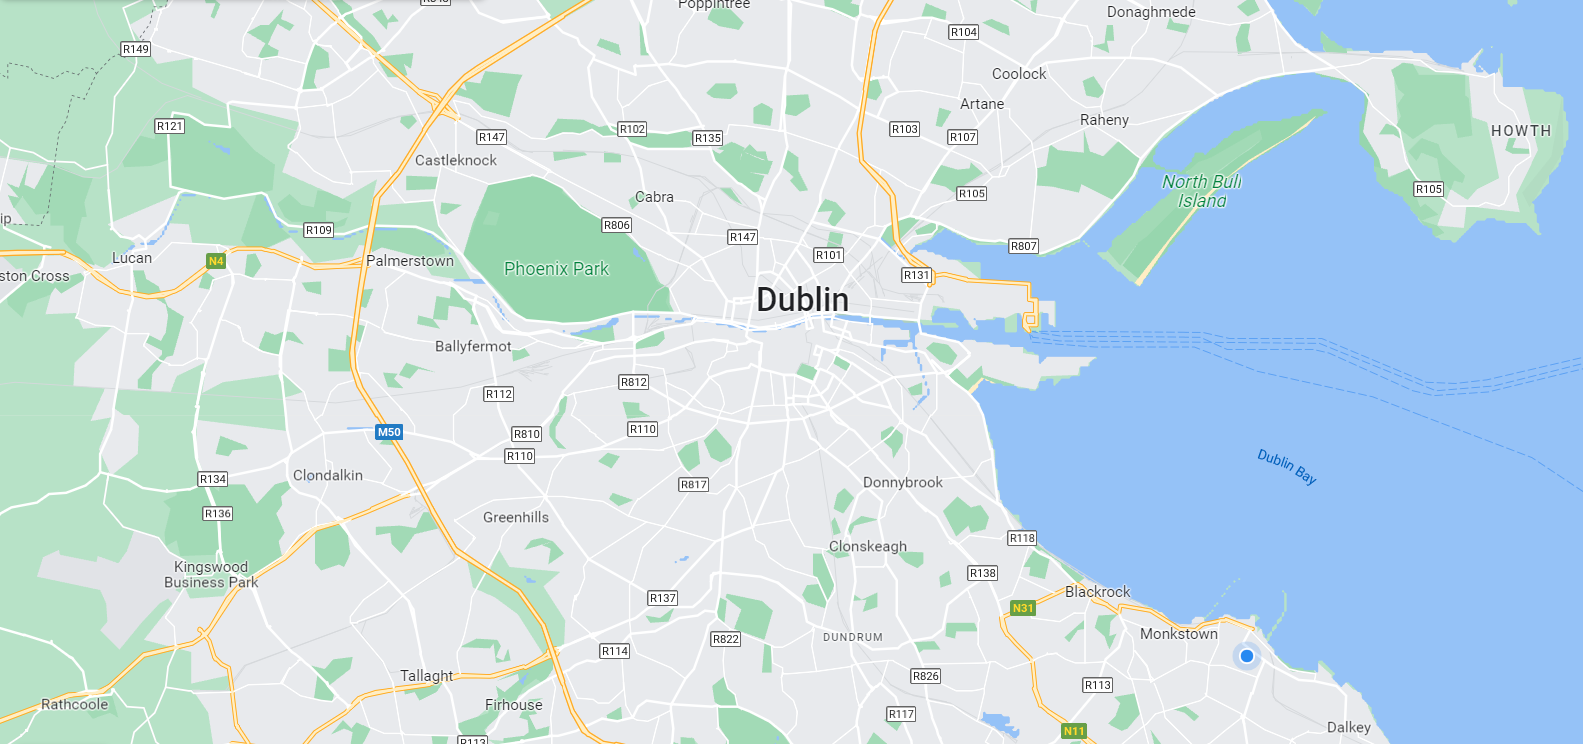 Poppintree
Donaghmede
R104
R149
Coolock
Artane
Raheny
R121
R102
R103
R107
HOWTH
R147
R135
Castleknock
North Bull
Island
R105
R105
Cabra
R806
R109
R147
R807
R101
Lucan
N4
Palmerstown
Phoenix Park
R131
ston Cross
Dublin
Ballyfermot
R812
R112
M50
R810
R110
R110
Dublin Bay
Clondalkin
R134
R817
Donnybrook
R136
Greenhills
R118
Clonskeagh
Kingswood
Business Park
R138
Blackrock
R137
N31
Monkstown
R822
DUNDRUM
R114
Tallaght
R826
R113
Rathcoole
Firhouse
R117
Dalkey
N11
R113